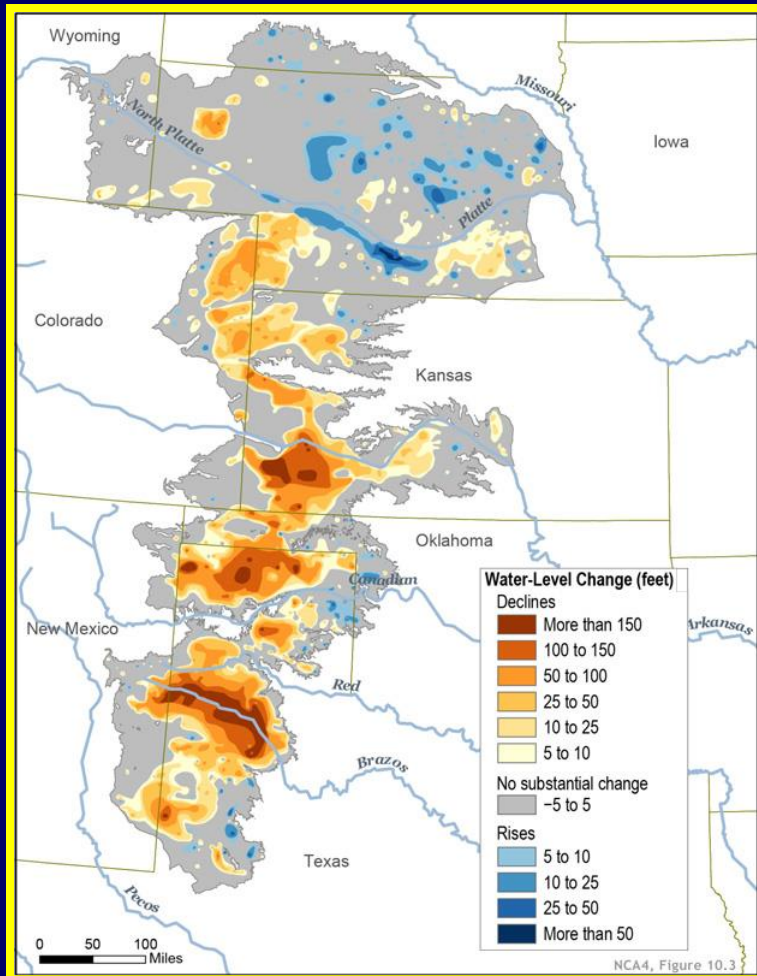 Wyoming
Missouri
North Platte
Iowa
Platte
Colorado
Kansas
Oklahoma
Canadian
New Mexico
Arkansas
Red
Brazos
Texas
Pecos
Water-Level Change (feet)
Declines
More than 150
100 to 150
50 to 100
25 to 50
10 to 25
5 to 10
No substantial change
−5 to 5
Rises
5 to 10
10 to 25
25 to 50
More than 50
0 50 100
Miles
NCA4, Figure 10.3